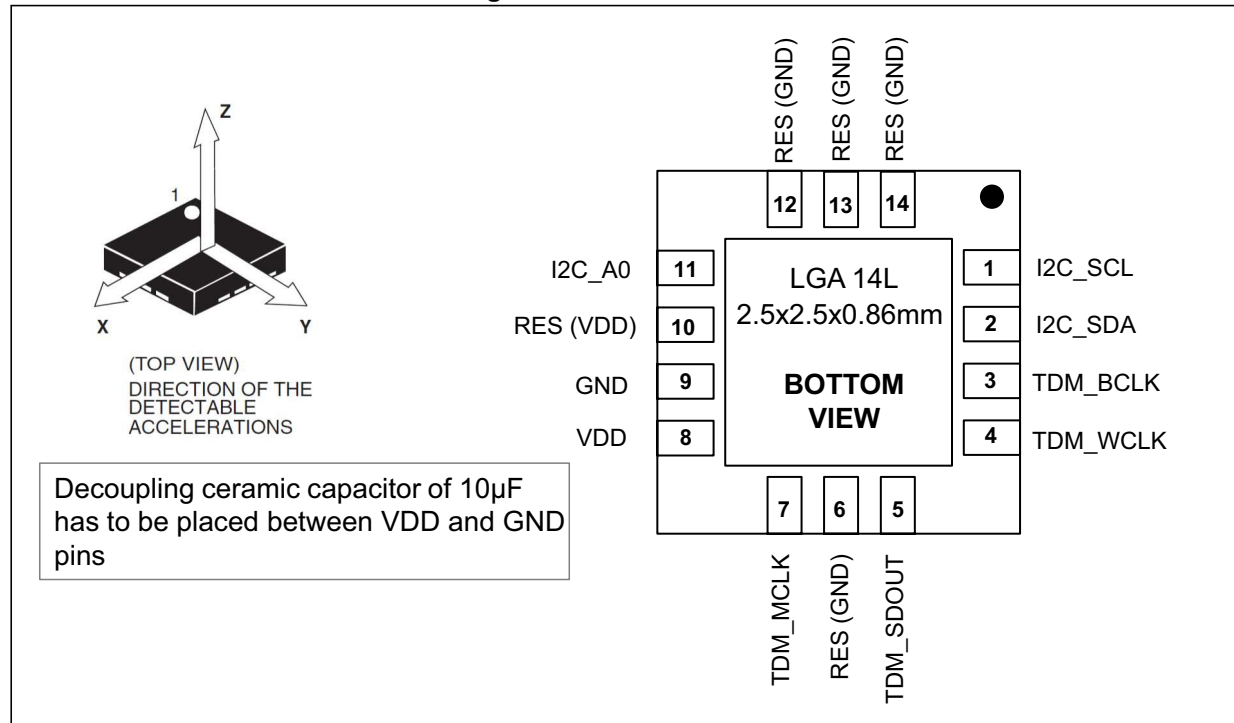 Z
1
X
Y
(TOP VIEW)
DIRECTION OF THE
DETECTABLE
ACCELERATIONS
Decoupling ceramic capacitor of 10µF
has to be placed between VDD and GND
pins
RES (GND)
RES (GND)
RES (GND)
12 13 14
I2C_A0 11
RES (VDD) 10
GND 9
VDD 8
LGA 14L
2.5x2.5x0.86mm
BOTTOM
VIEW
1 I2C_SCL
2 I2C_SDA
3 TDM_BCLK
4 TDM_WCLK
7 6 5
TDM_MCLK
RES (GND)
TDM_SDOUT